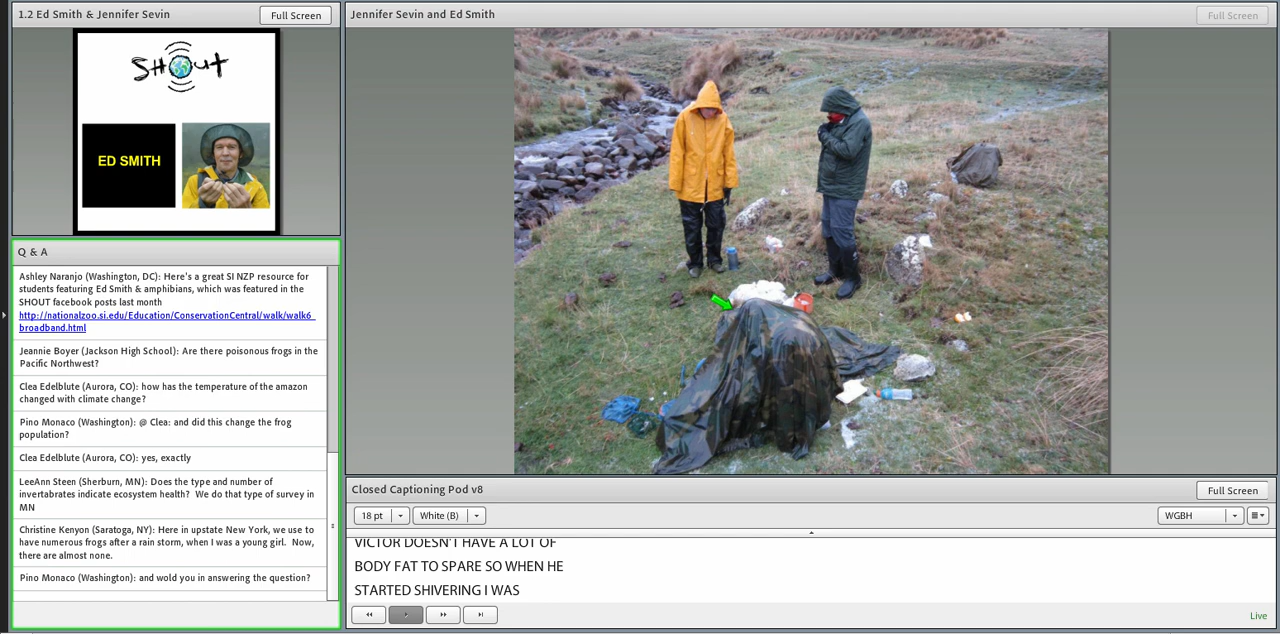 1.2 Ed Smith & Jennifer Sevin
Full Screen
SHOUT
ED SMITH
Q & A
Ashley Naranjo (Washington, DC): Here's a great SI NZP resource for
students featuring Ed Smith & amphibians, which was featured in the
SHOUT facebook posts last month
http://nationalzoo.si.edu/Education/ConservationCentral/walk/walk6_
broadband.html
Jeannie Boyer (Jackson High School): Are there poisonous frogs in the
Pacific Northwest?
Clea Edelblute (Aurora, CO): how has the temperature of the amazon
changed with climate change?
Pino Monaco (Washington): @ Clea: and did this change the frog
population?
Clea Edelblute (Aurora, CO): yes, exactly
LeeAnn Steen (Sherburn, MN): Does the type and number of
invertabrates indicate ecosystem health?  We do that type of survey in
MN
Christine Kenyon (Saratoga, NY): Here in upstate New York, we use to
have numerous frogs after a rain storm, when I was a young girl.  Now,
there are almost none.
Pino Monaco (Washington): and wold you in answering the question?
Jennifer Sevin and Ed Smith
Full Screen
Closed Captioning Pod v8
Full Screen
18 pt
White (B)
WGBH
VICTOR DOESN'T HAVE A LOT OF
BODY FAT TO SPARE SO WHEN HE
STARTED SHIVERING I WAS
Live